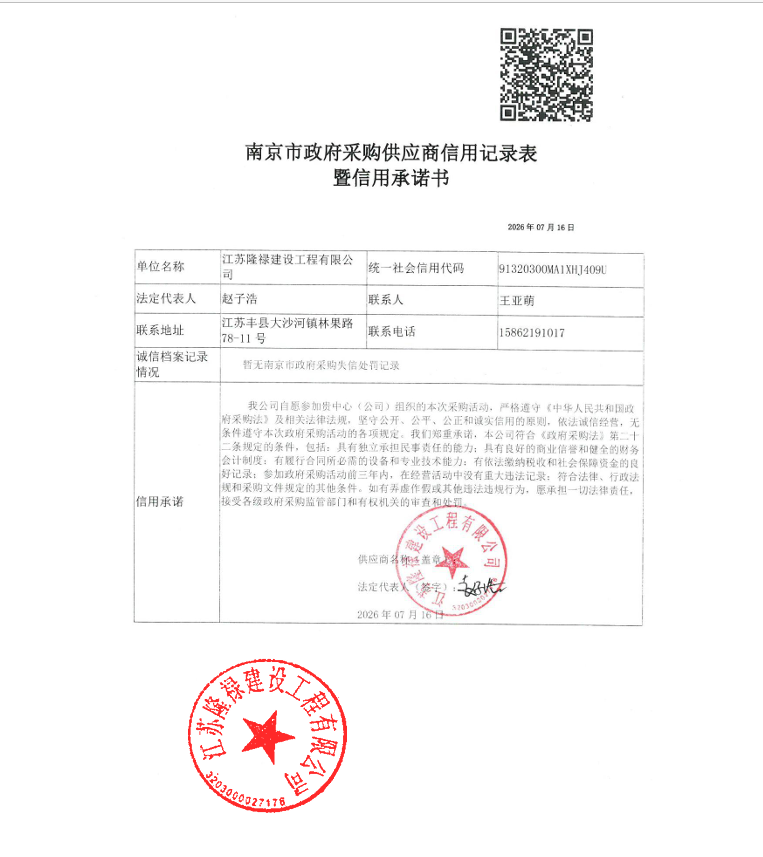 南京市政府采购供应商信用记录表
暨信用承诺书
2026 年 07 月 16 日
单位名称
江苏隆禄建设工程有限公
司
统一社会信用代码
91320300MA1XHJ409U
法定代表人
赵子浩
联系人
王亚萌
联系地址
江苏丰县大沙河镇林果路
78-11 号
联系电话
15862191017
诚信档案记录
情况
暂无南京市政府采购失信处罚记录
信用承诺
我公司自愿参加贵中心（公司）组织的本次采购活动，严格遵守《中华人民共和国政
府采购法》及相关法律法规，坚守公开、公平、公正和诚实信用的原则，依法诚信经营，无
条件遵守本次政府采购活动的各项规定。我们郑重承诺，本公司符合《政府采购法》第二十
二条规定的条件，包括：具有独立承担民事责任的能力；具有良好的商业信誉和健全的财务
会计制度；有履行合同所必需的设备和专业技术能力；有依法缴纳税收和社会保障资金的良
好记录；参加政府采购活动前三年内，在经营活动中没有重大违法记录；符合法律、行政法
规和采购文件规定的其他条件。如有弄虚作假或其他违法违规行为，愿承担一切法律责任，
接受各级政府采购监管部门和有权机关的审查和处罚。
供应商名称（盖章
法定代表人（签字）：
2026 年 07 月 16 日
江苏隆禄建设工程有限公司
江苏隆禄建设工程有限公司
3203000027176